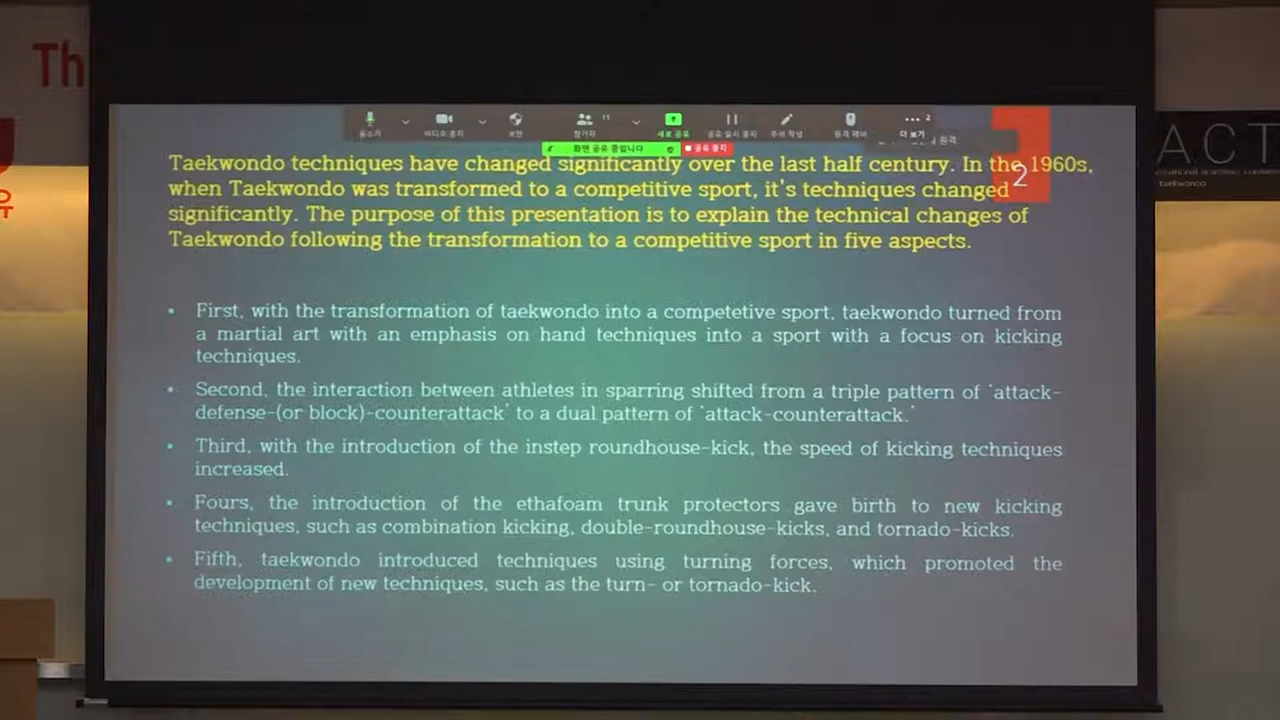 Th
유
ACT
taekwondo
음소거
비디오 중지
보안
참가자
11
새로 공유
공유 일시 중지
주석 작성
원격 제어
2
더 보기
화면 공유 중입니다
공유 중지
2
Taekwondo techniques have changed significantly over the last half century. In the 1960s,
when Taekwondo was transformed to a competitive sport, it's techniques changed
significantly. The purpose of this presentation is to explain the technical changes of
Taekwondo following the transformation to a competitive sport in five aspects.
• First, with the transformation of taekwondo into a competetive sport, taekwondo turned from
a martial art with an emphasis on hand techniques into a sport with a focus on kicking
techniques.
• Second, the interaction between athletes in sparring shifted from a triple pattern of 'attack-
defense-(or block)-counterattack' to a dual pattern of 'attack-counterattack.'
• Third, with the introduction of the instep roundhouse-kick, the speed of kicking techniques
increased.
• Fours, the introduction of the ethafoam trunk protectors gave birth to new kicking
techniques, such as combination kicking, double-roundhouse-kicks, and tornado-kicks.
• Fifth, taekwondo introduced techniques using turning forces, which promoted the
development of new techniques, such as the turn- or tornado-kick.